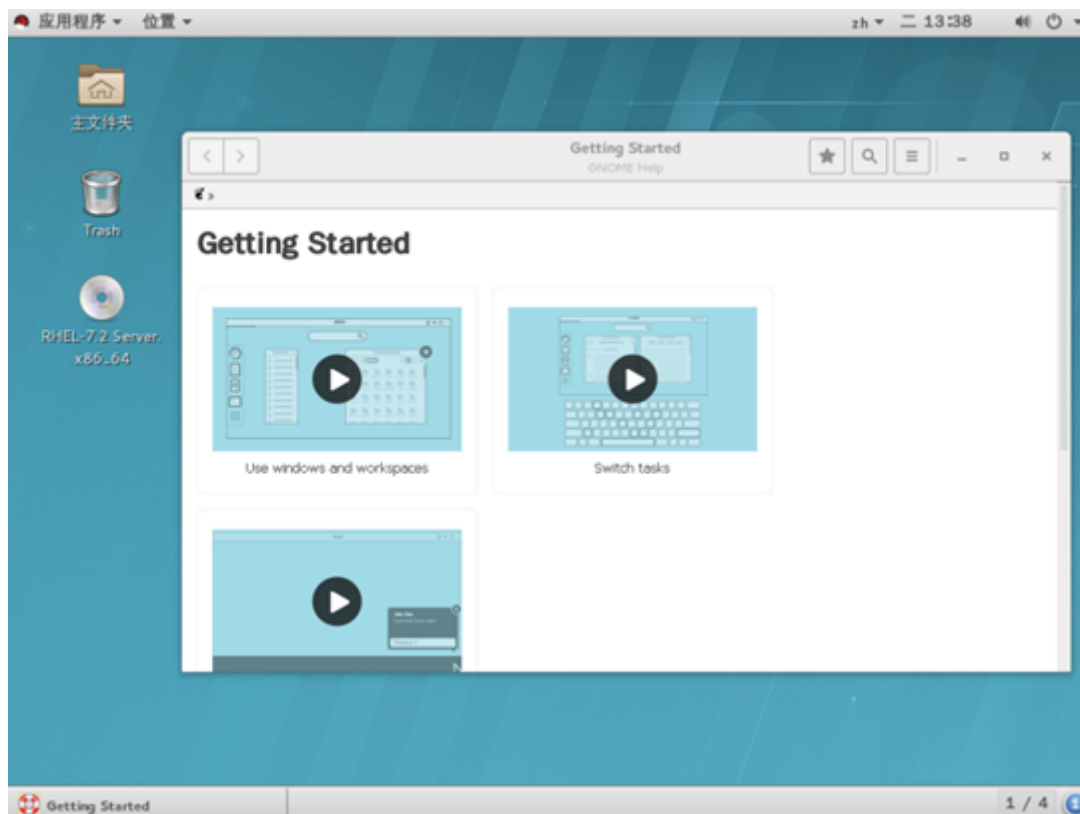 应用程序 位置 zh 二 13:38
主文件夹
Trash
RHEL-7.2 Server.
x86_64
Getting Started
GNOME Help
Getting Started
Use windows and workspaces
Switch tasks
Getting Started
1 / 4